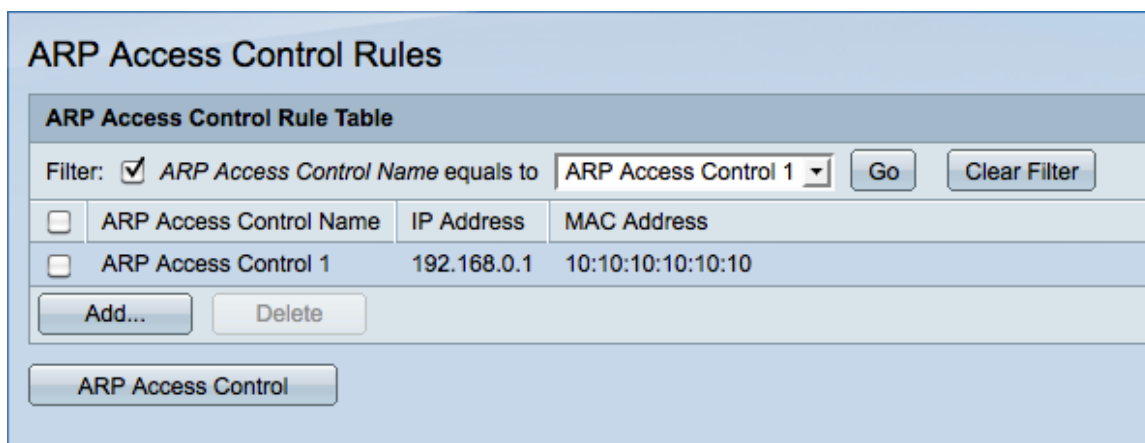 ARP Access Control Rules
ARP Access Control Rule Table
Filter: ARP Access Control Name equals to ARP Access Control 1 Go Clear Filter
ARP Access Control Name IP Address MAC Address
ARP Access Control 1 192.168.0.1 10:10:10:10:10:10
Add... Delete
ARP Access Control